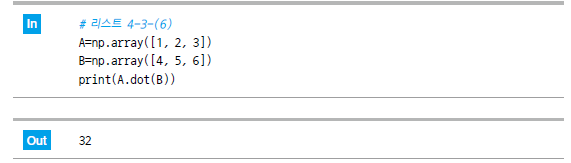 In
# 리스트 4-3-(6)
A=np.array([1, 2, 3])
B=np.array([4, 5, 6])
print(A.dot(B))
Out
32